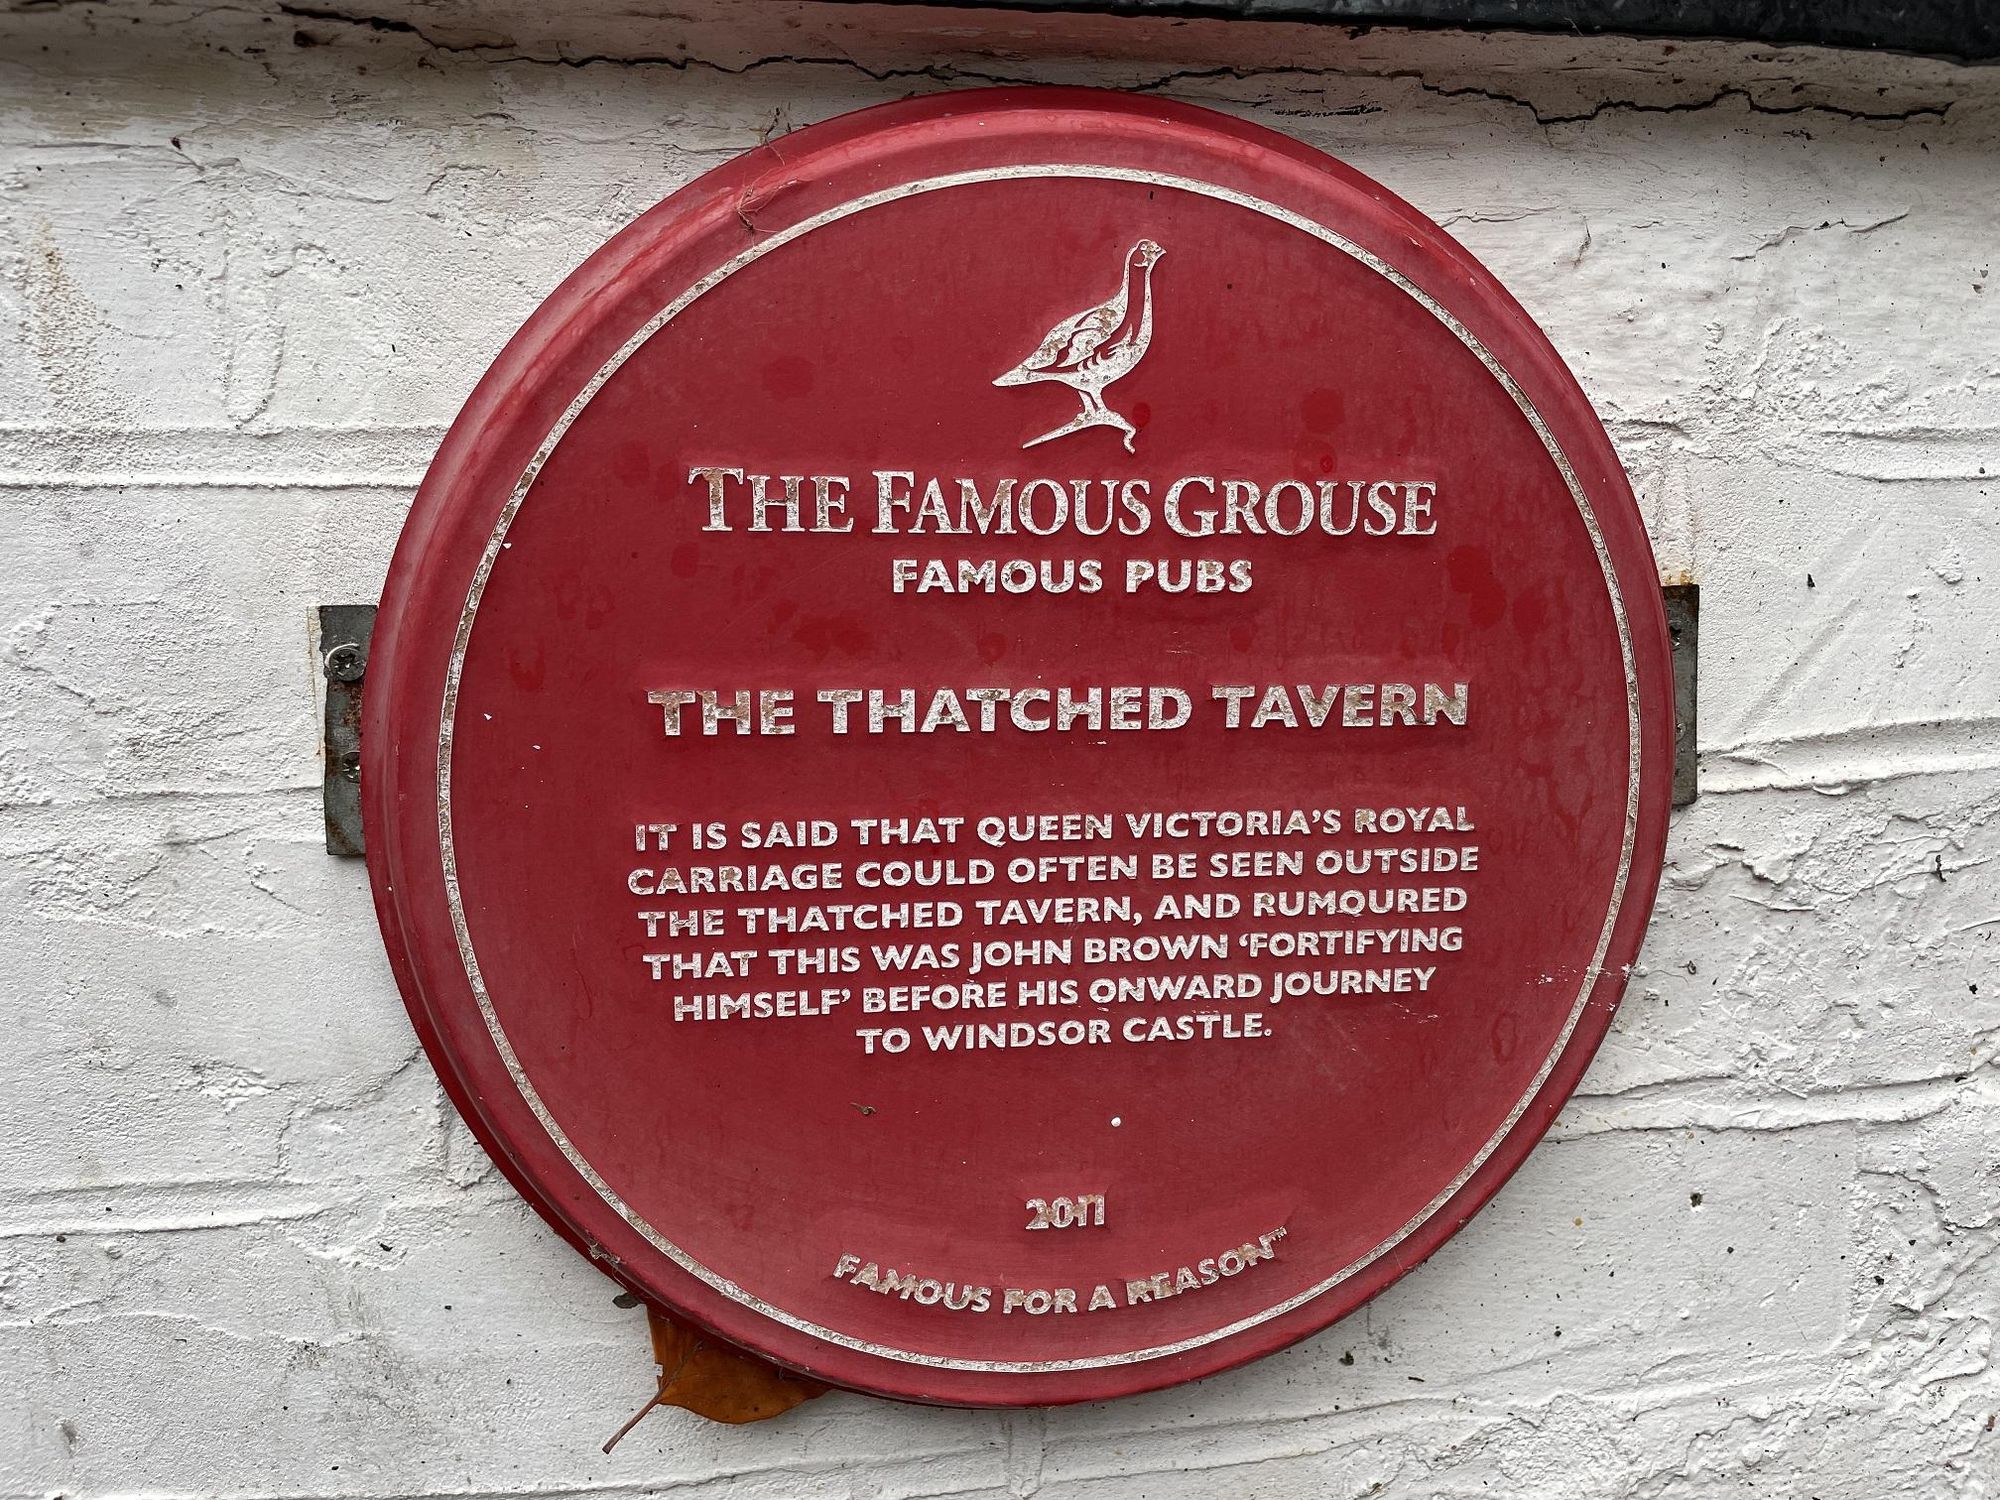 THE FAMOUS GROUSE
FAMOUS PUBS
THE THATCHED TAVERN
IT IS SAID THAT QUEEN VICTORIA'S ROYAL
CARRIAGE COULD OFTEN BE SEEN OUTSIDE
THE THATCHED TAVERN, AND RUMOURED
THAT THIS WAS JOHN BROWN ‘FORTIFYING
HIMSELF’ BEFORE HIS ONWARD JOURNEY
TO WINDSOR CASTLE.
2011
FAMOUS FOR A REASON™